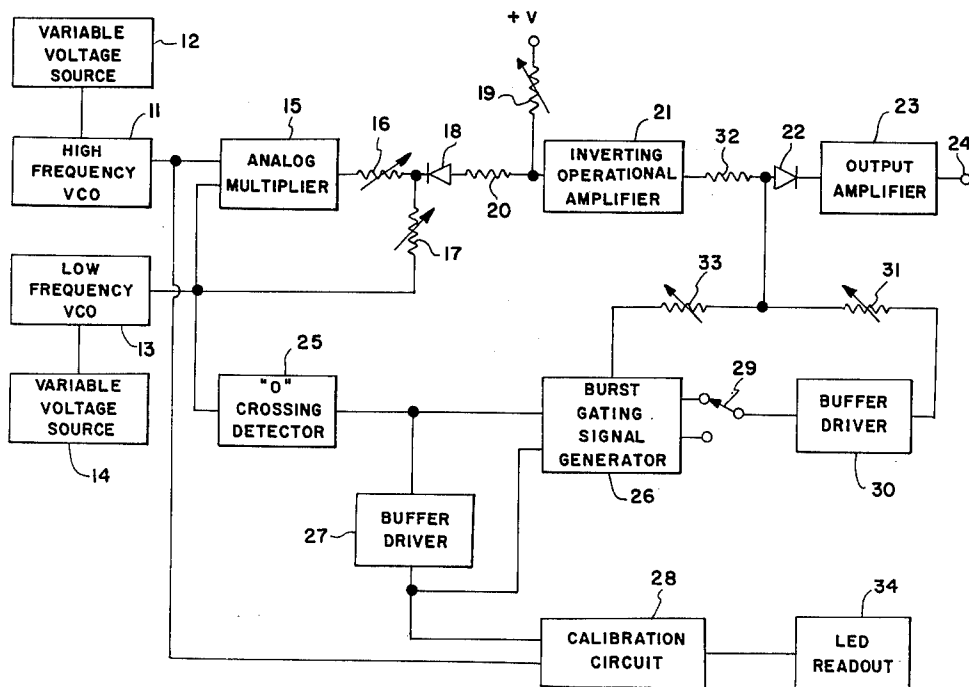 + V
VARIABLE
VOLTAGE
SOURCE
12
11
HIGH
FREQUENCY
VCO
15
ANALOG
MULTIPLIER
16
18
19
20
21
INVERTING
OPERATIONAL
AMPLIFIER
32
22
23
OUTPUT
AMPLIFIER
24
17
LOW
FREQUENCY
VCO
13
33
31
VARIABLE
VOLTAGE
SOURCE
14
25
"O"
CROSSING
DETECTOR
BURST
GATING
SIGNAL
GENERATOR
26
29
BUFFER
DRIVER
30
27
BUFFER
DRIVER
28
CALIBRATION
CIRCUIT
34
LED
READOUT